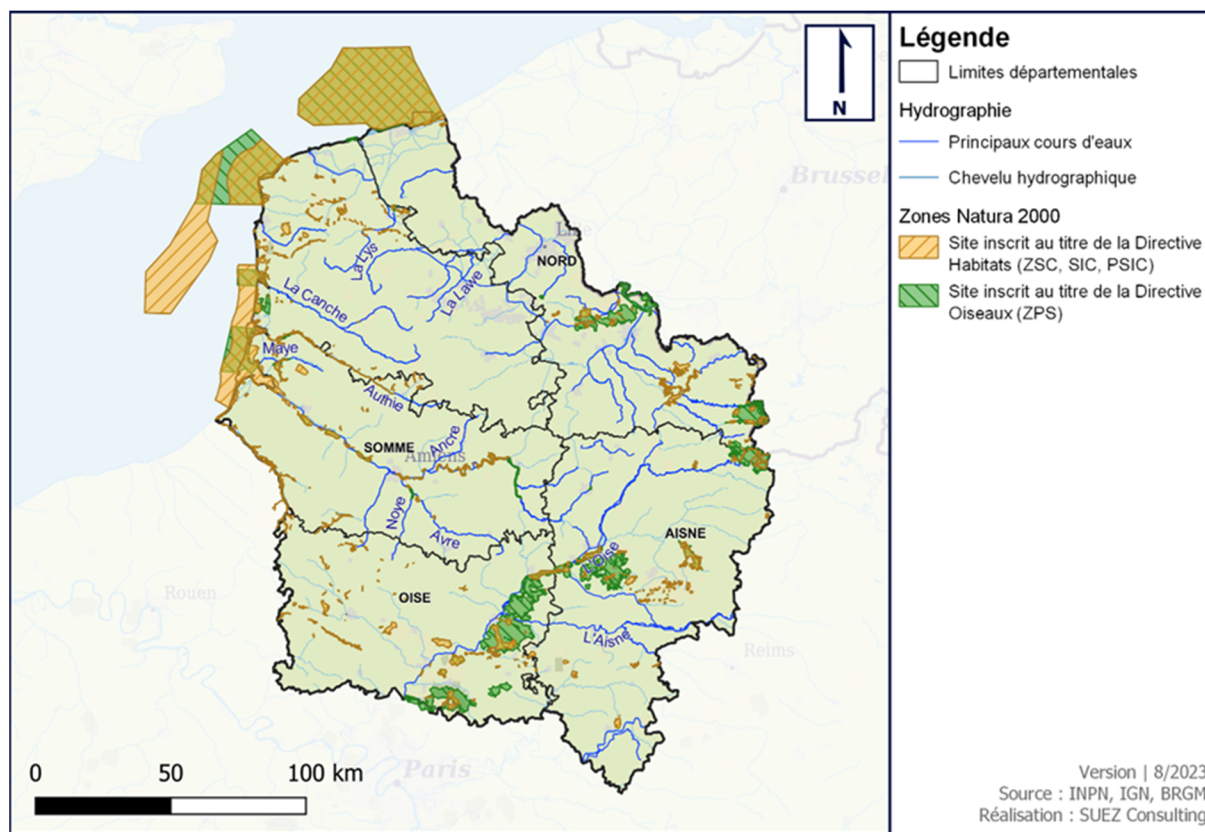 Légende
Limites départementales
Hydrographie
Principaux cours d'eaux
Chevelu hydrographique
Zones Natura 2000
Site inscrit au titre de la Directive
Habitats (ZSC, SIC, PSIC)
Site inscrit au titre de la Directive
Oiseaux (ZPS)
N
Brussel
Lille
NORD
La Lys
La Lawe
La Canche
Maye
Authie
Ancre
SOMME
Amiens
Noye
Avre
AISNE
L'Oise
OISE
Rouen
L'Aisne
Reims
Paris
0 50 100 km
Version | 8/2023
Source : INPN, IGN, BRGM
Réalisation : SUEZ Consulting